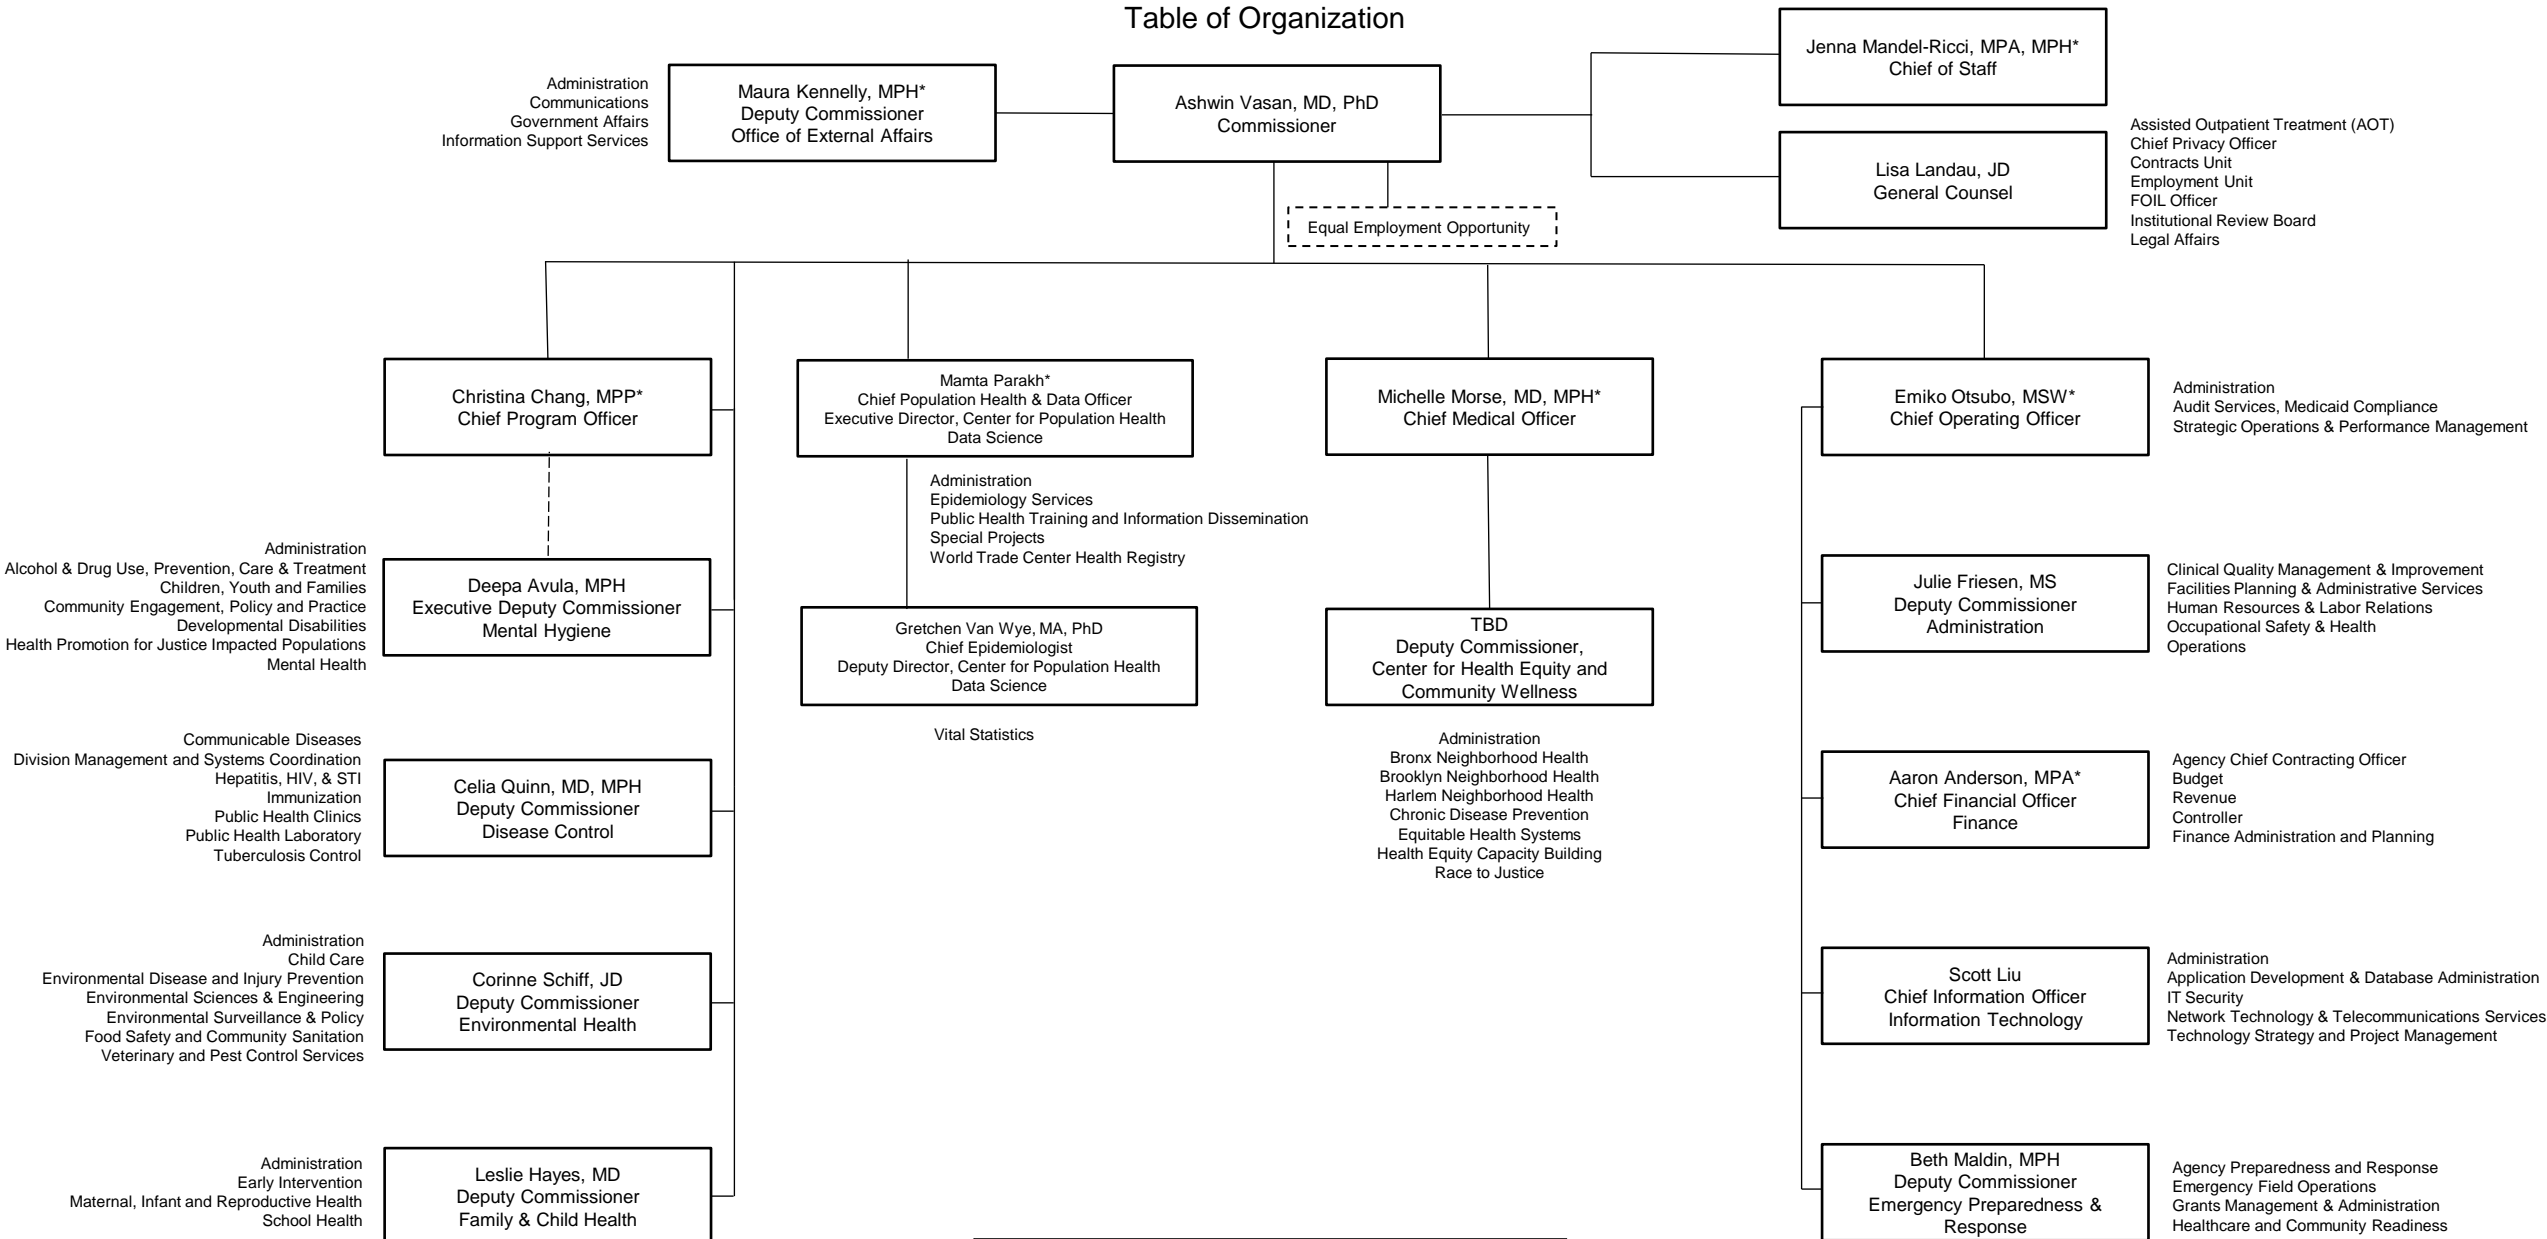 Table of Organization
Administration
Communications
Government Affairs
Information Support Services
Maura Kennelly, MPH*
Deputy Commissioner
Office of External Affairs
Ashwin Vasan, MD, PhD
Commissioner
Jenna Mandel-Ricci, MPA, MPH*
Chief of Staff
Lisa Landau, JD
General Counsel
Assisted Outpatient Treatment (AOT)
Chief Privacy Officer
Contracts Unit
Employment Unit
FOIL Officer
Institutional Review Board
Legal Affairs
Equal Employment Opportunity
Christina Chang, MPP*
Chief Program Officer
Administration
Alcohol & Drug Use, Prevention, Care & Treatment
Children, Youth and Families
Community Engagement, Policy and Practice
Developmental Disabilities
Health Promotion for Justice Impacted Populations
Mental Health
Deepa Avula, MPH
Executive Deputy Commissioner
Mental Hygiene
Communicable Diseases
Division Management and Systems Coordination
Hepatitis, HIV, & STI
Immunization
Public Health Clinics
Public Health Laboratory
Tuberculosis Control
Celia Quinn, MD, MPH
Deputy Commissioner
Disease Control
Administration
Child Care
Environmental Disease and Injury Prevention
Environmental Sciences & Engineering
Environmental Surveillance & Policy
Food Safety and Community Sanitation
Veterinary and Pest Control Services
Corinne Schiff, JD
Deputy Commissioner
Environmental Health
Administration
Early Intervention
Maternal, Infant and Reproductive Health
School Health
Leslie Hayes, MD
Deputy Commissioner
Family & Child Health
Mamta Parakh*
Chief Population Health & Data Officer
Executive Director, Center for Population Health
Data Science
Administration
Epidemiology Services
Public Health Training and Information Dissemination
Special Projects
World Trade Center Health Registry
Gretchen Van Wye, MA, PhD
Chief Epidemiologist
Deputy Director, Center for Population Health
Data Science
Vital Statistics
Michelle Morse, MD, MPH*
Chief Medical Officer
TBD
Deputy Commissioner,
Center for Health Equity and
Community Wellness
Administration
Bronx Neighborhood Health
Brooklyn Neighborhood Health
Harlem Neighborhood Health
Chronic Disease Prevention
Equitable Health Systems
Health Equity Capacity Building
Race to Justice
Emiko Otsubo, MSW*
Chief Operating Officer
Administration
Audit Services, Medicaid Compliance
Strategic Operations & Performance Management
Julie Friesen, MS
Deputy Commissioner
Administration
Clinical Quality Management & Improvement
Facilities Planning & Administrative Services
Human Resources & Labor Relations
Occupational Safety & Health
Operations
Aaron Anderson, MPA*
Chief Financial Officer
Finance
Agency Chief Contracting Officer
Budget
Revenue
Controller
Finance Administration and Planning
Scott Liu
Chief Information Officer
Information Technology
Administration
Application Development & Database Administration
IT Security
Network Technology & Telecommunications Services
Technology Strategy and Project Management
Beth Maldin, MPH
Deputy Commissioner
Emergency Preparedness &
Response
Agency Preparedness and Response
Emergency Field Operations
Grants Management & Administration
Healthcare and Community Readiness